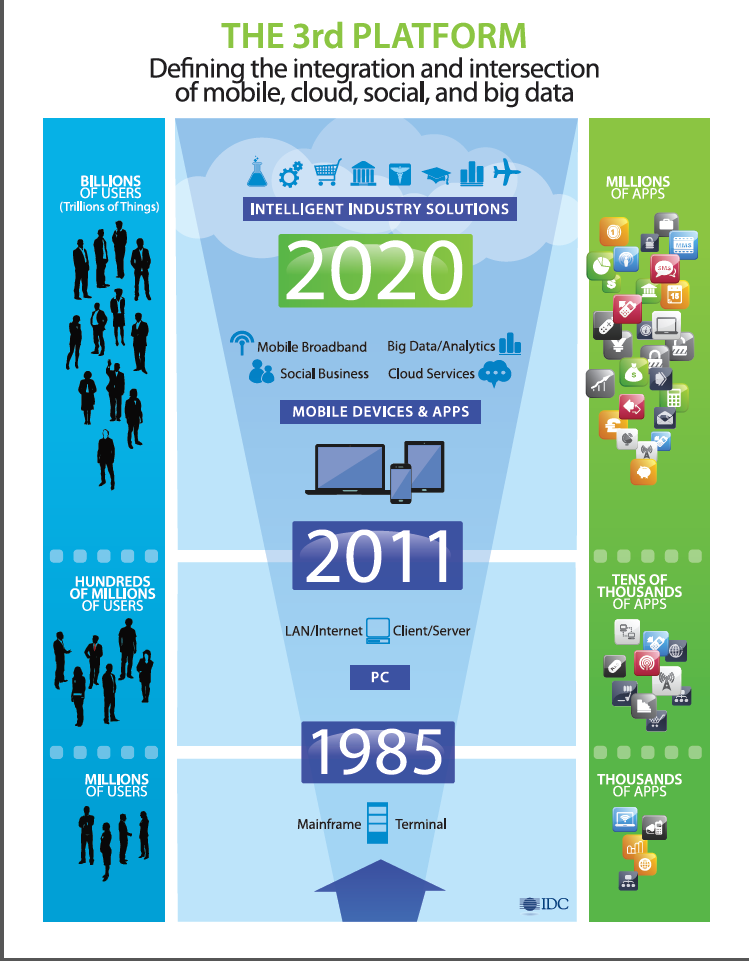 THE 3rd PLATFORM
Defining the integration and intersection
of mobile, cloud, social, and big data
BILLIONS
OF USERS
(Trillions of Things)
INTELLIGENT INDUSTRY SOLUTIONS
2020
Mobile Broadband
Big Data/Analytics
Social Business
Cloud Services
MOBILE DEVICES & APPS
MILLIONS
OF APPS
MMS
SMS
15
2011
HUNDREDS
OF MILLIONS
OF USERS
LAN/Internet
Client/Server
PC
TENS OF
THOUSANDS
OF APPS
1985
MILLIONS
OF USERS
Mainframe
Terminal
THOUSANDS
OF APPS
IDC